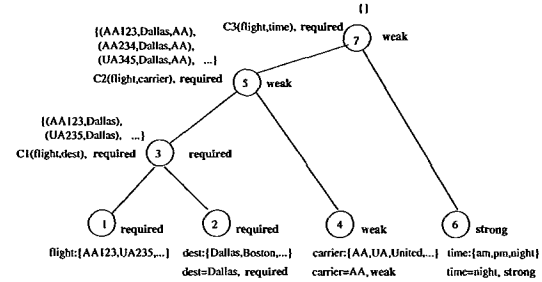 {}
C3(flight,time), required
7
weak
{(AA123,Dallas,AA),
(AA234,Dallas,AA),
(UA345,Dallas,AA), ...}
C2(flight,carrier), required
5
weak
{(AA123,Dallas),
(UA235,Dallas), ...}
C1(flight,dest), required
3
required
1
required
2
required
4
weak
6
strong
flight:{AA123,UA235,...}
dest:{Dallas,Boston,...}
carrier:{AA,UA,United,...}
time:{am,pm,night}
dest=Dallas, required
carrier=AA, weak
time=night, strong